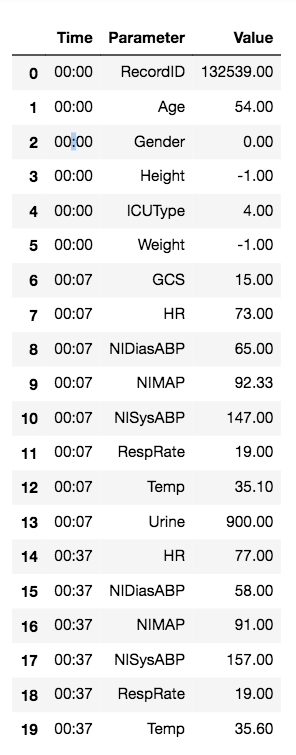 Time Parameter Value
0 00:00 RecordID 132539.00
1 00:00 Age 54.00
2 00:00 Gender 0.00
3 00:00 Height -1.00
4 00:00 ICUType 4.00
5 00:00 Weight -1.00
6 00:07 GCS 15.00
7 00:07 HR 73.00
8 00:07 NIDiasABP 65.00
9 00:07 NIMAP 92.33
10 00:07 NISysABP 147.00
11 00:07 RespRate 19.00
12 00:07 Temp 35.10
13 00:07 Urine 900.00
14 00:37 HR 77.00
15 00:37 NIDiasABP 58.00
16 00:37 NIMAP 91.00
17 00:37 NISysABP 157.00
18 00:37 RespRate 19.00
19 00:37 Temp 35.60